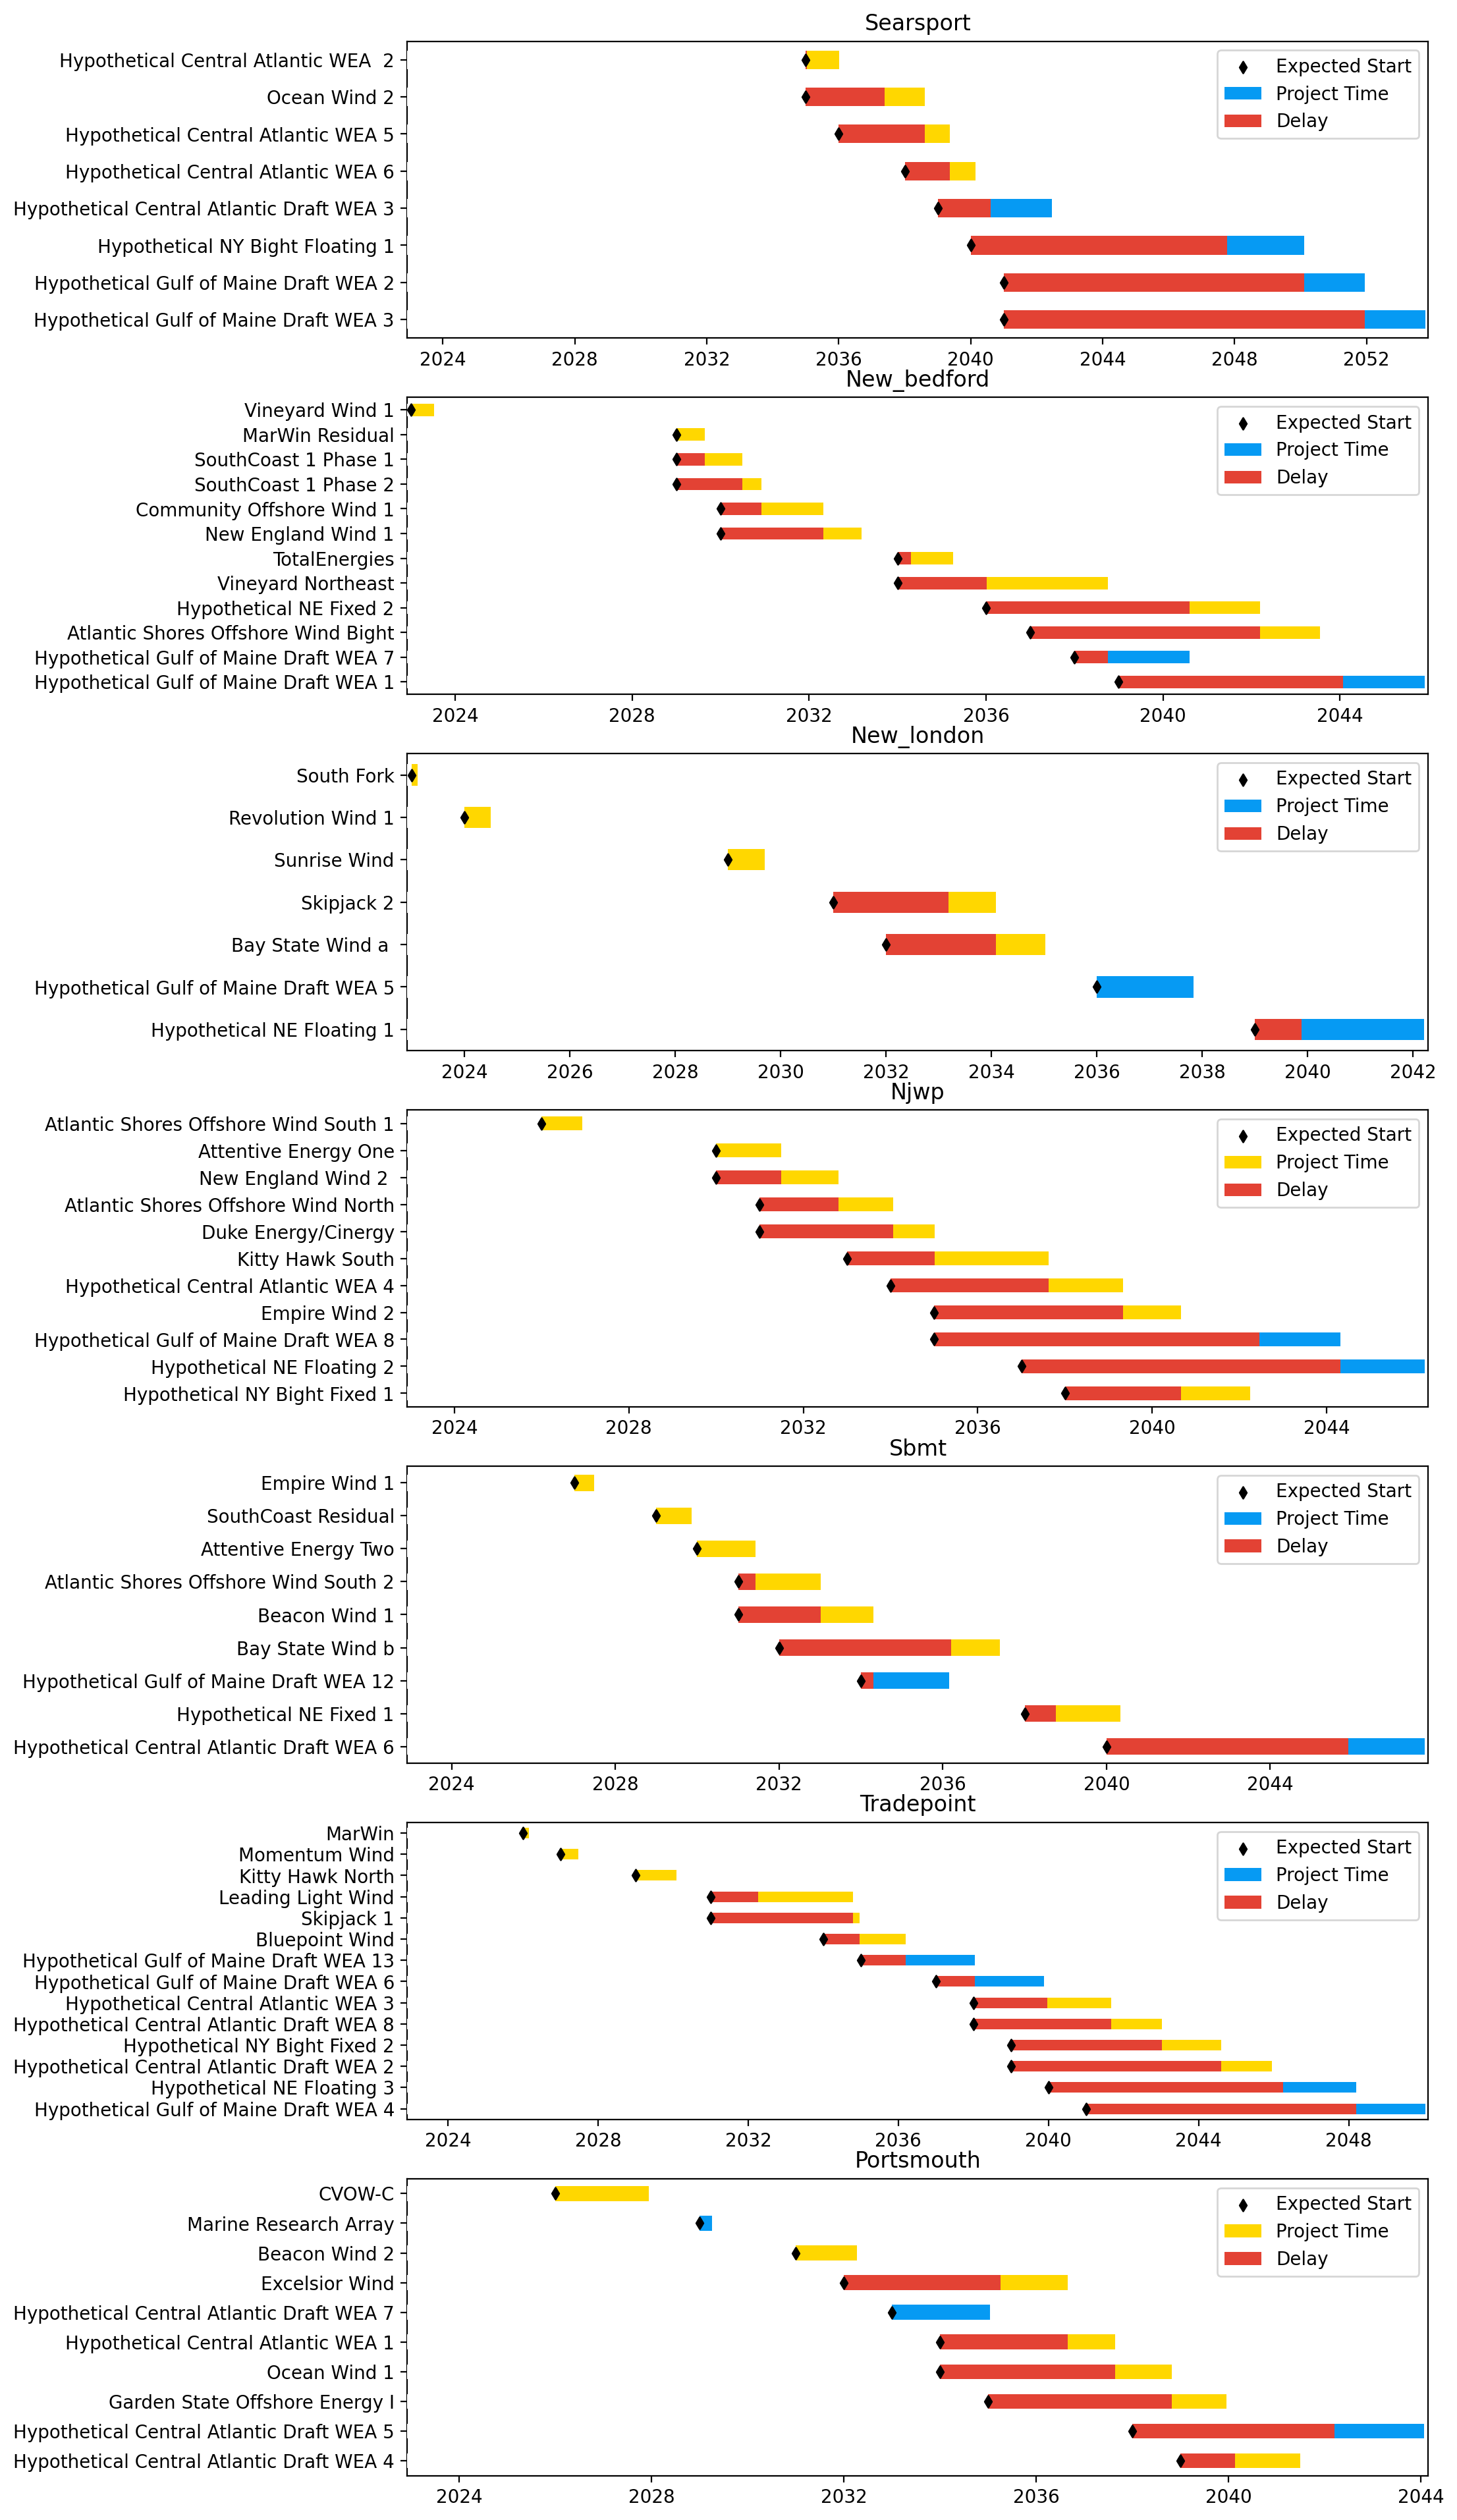 Searsport
Hypothetical Central Atlantic WEA  2
Ocean Wind 2
Hypothetical Central Atlantic WEA 5
Hypothetical Central Atlantic WEA 6
Hypothetical Central Atlantic Draft WEA 3
Hypothetical NY Bight Floating 1
Hypothetical Gulf of Maine Draft WEA 2
Hypothetical Gulf of Maine Draft WEA 3
Expected Start
Project Time
Delay
2024 2028 2032 2036 2040 2044 2048 2052
New_bedford
Vineyard Wind 1
MarWin Residual
SouthCoast 1 Phase 1
SouthCoast 1 Phase 2
Community Offshore Wind 1
New England Wind 1
TotalEnergies
Vineyard Northeast
Hypothetical NE Fixed 2
Atlantic Shores Offshore Wind Bight
Hypothetical Gulf of Maine Draft WEA 7
Hypothetical Gulf of Maine Draft WEA 1
Expected Start
Project Time
Delay
2024 2028 2032 2036 2040 2044
New_london
South Fork
Revolution Wind 1
Sunrise Wind
Skipjack 2
Bay State Wind a
Hypothetical Gulf of Maine Draft WEA 5
Hypothetical NE Floating 1
Expected Start
Project Time
Delay
2024 2026 2028 2030 2032 2034 2036 2038 2040 2042
Njwp
Atlantic Shores Offshore Wind South 1
Attentive Energy One
New England Wind 2
Atlantic Shores Offshore Wind North
Duke Energy/Cinergy
Kitty Hawk South
Hypothetical Central Atlantic WEA 4
Empire Wind 2
Hypothetical Gulf of Maine Draft WEA 8
Hypothetical NE Floating 2
Hypothetical NY Bight Fixed 1
Expected Start
Project Time
Delay
2024 2028 2032 2036 2040 2044
Sbmt
Empire Wind 1
SouthCoast Residual
Attentive Energy Two
Atlantic Shores Offshore Wind South 2
Beacon Wind 1
Bay State Wind b
Hypothetical Gulf of Maine Draft WEA 12
Hypothetical NE Fixed 1
Hypothetical Central Atlantic Draft WEA 6
Expected Start
Project Time
Delay
2024 2028 2032 2036 2040 2044
Tradepoint
MarWin
Momentum Wind
Kitty Hawk North
Leading Light Wind
Skipjack 1
Bluepoint Wind
Hypothetical Gulf of Maine Draft WEA 13
Hypothetical Gulf of Maine Draft WEA 6
Hypothetical Central Atlantic WEA 3
Hypothetical Central Atlantic Draft WEA 8
Hypothetical NY Bight Fixed 2
Hypothetical Central Atlantic Draft WEA 2
Hypothetical NE Floating 3
Hypothetical Gulf of Maine Draft WEA 4
Expected Start
Project Time
Delay
2024 2028 2032 2036 2040 2044 2048
Portsmouth
CVOW-C
Marine Research Array
Beacon Wind 2
Excelsior Wind
Hypothetical Central Atlantic Draft WEA 7
Hypothetical Central Atlantic WEA 1
Ocean Wind 1
Garden State Offshore Energy I
Hypothetical Central Atlantic Draft WEA 5
Hypothetical Central Atlantic Draft WEA 4
Expected Start
Project Time
Delay
2024 2028 2032 2036 2040 2044